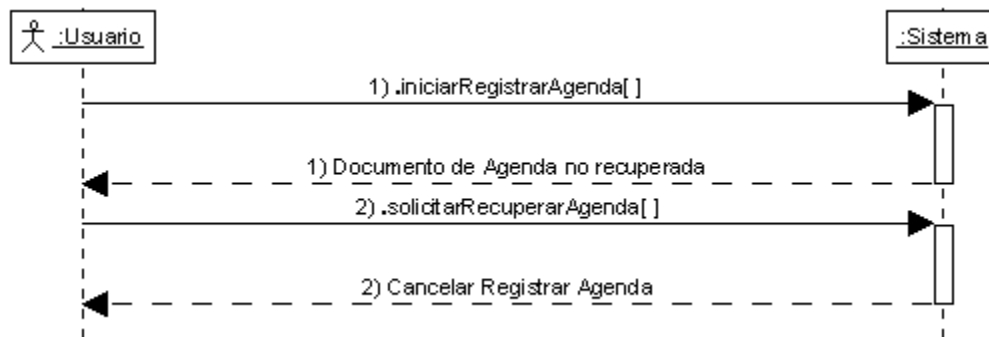 :Usuario
:Sistema
1) .iniciarRegistrarAgenda[ ]
1) Documento de Agenda no recuperada
2) .solicitarRecuperarAgenda[ ]
2) Cancelar Registrar Agenda